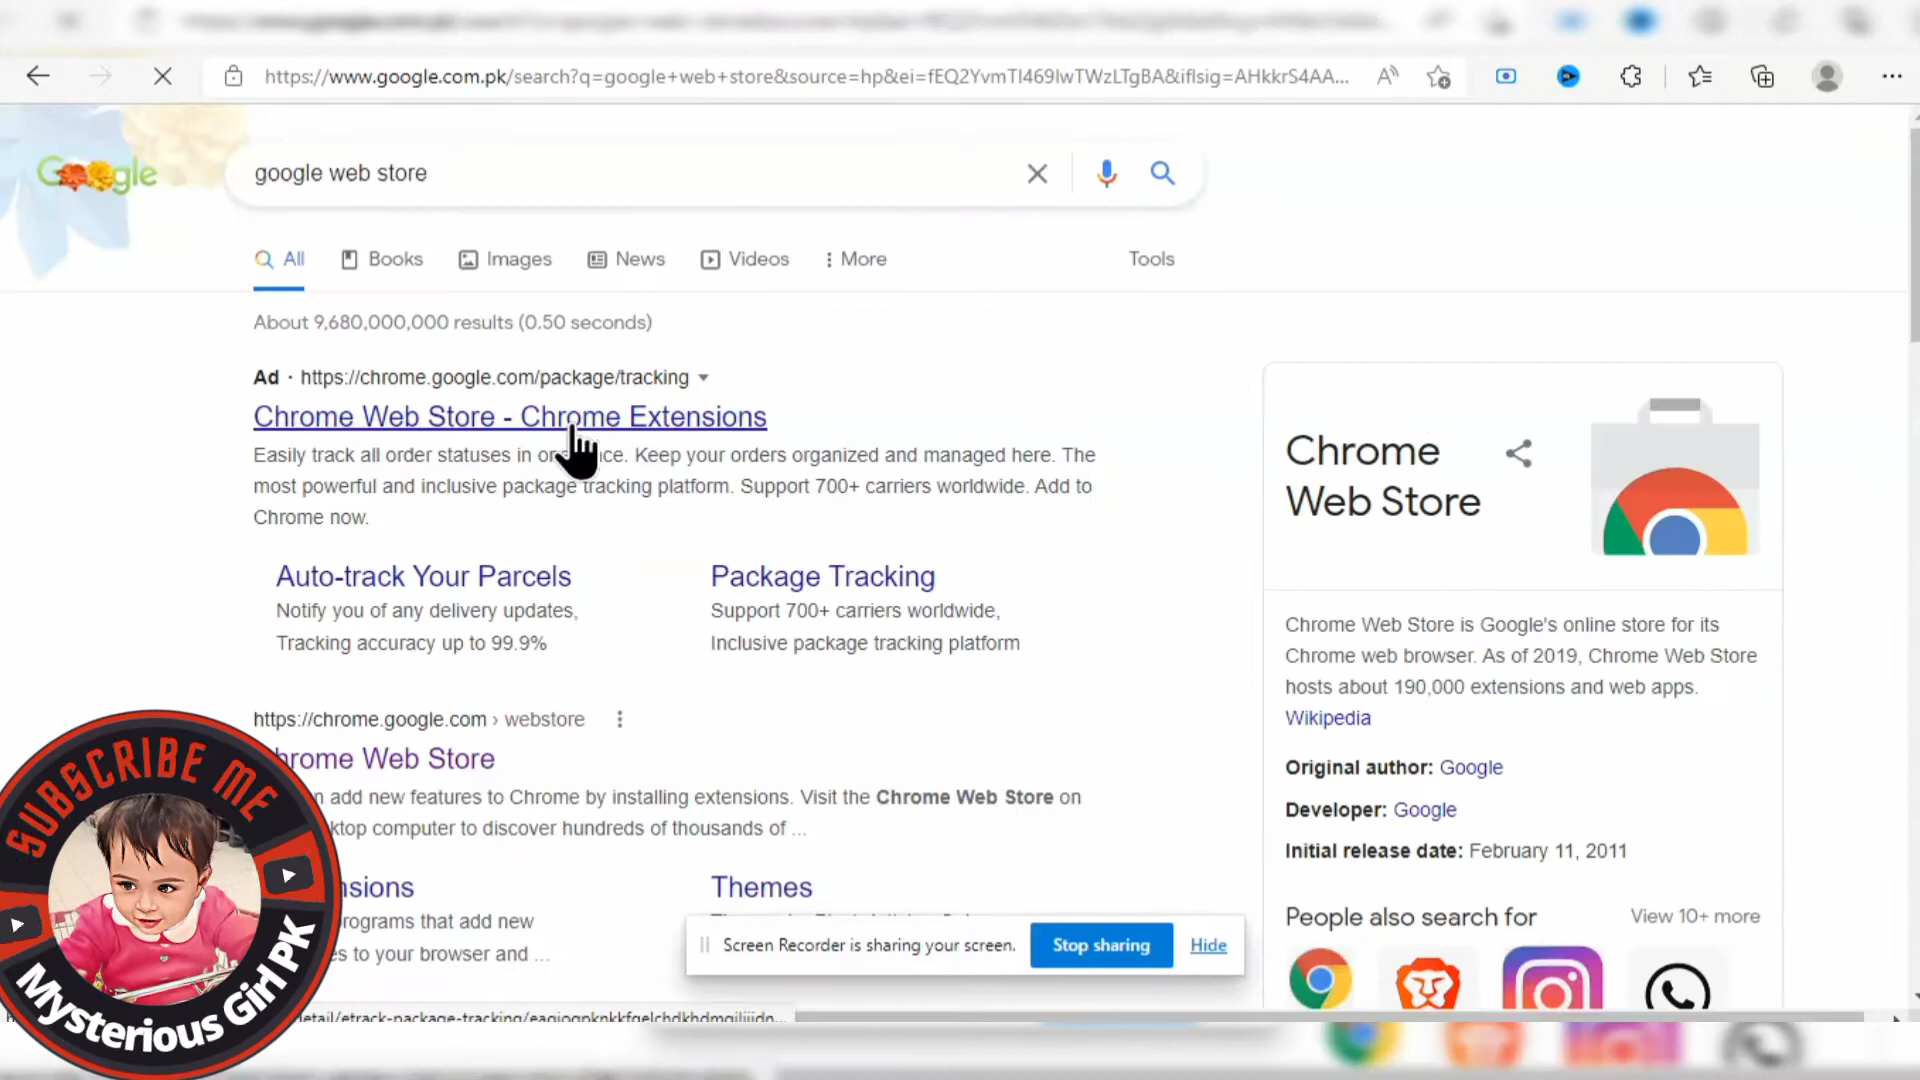 https://www.google.com.pk/search?q=google+web+store&source=hp&ei=fEQ2YvmTI469lwTWzLTgBA&iflsig=AHkkrS4AA...
Google
google web store
All
Books
Images
News
Videos
More
Tools
About 9,680,000,000 results (0.50 seconds)
Ad · https://chrome.google.com/package/tracking
Chrome Web Store - Chrome Extensions
Easily track all order statuses in one place. Keep your orders organized and managed here. The
most powerful and inclusive package tracking platform. Support 700+ carriers worldwide. Add to
Chrome now.
Auto-track Your Parcels
Notify you of any delivery updates,
Tracking accuracy up to 99.9%
Package Tracking
Support 700+ carriers worldwide,
Inclusive package tracking platform
https://chrome.google.com › webstore
hrome Web Store
add new features to Chrome by installing extensions. Visit the Chrome Web Store on
ktop computer to discover hundreds of thousands of ...
nsions
programs that add new
es to your browser and ...
Themes
Screen Recorder is sharing your screen.
Stop sharing
Hide
Chrome
Web Store
Chrome Web Store is Google's online store for its
Chrome web browser. As of 2019, Chrome Web Store
hosts about 190,000 extensions and web apps.
Wikipedia
Original author: Google
Developer: Google
Initial release date: February 11, 2011
People also search for
View 10+ more
SUBSCRIBE ME
Mysterious Girl PK